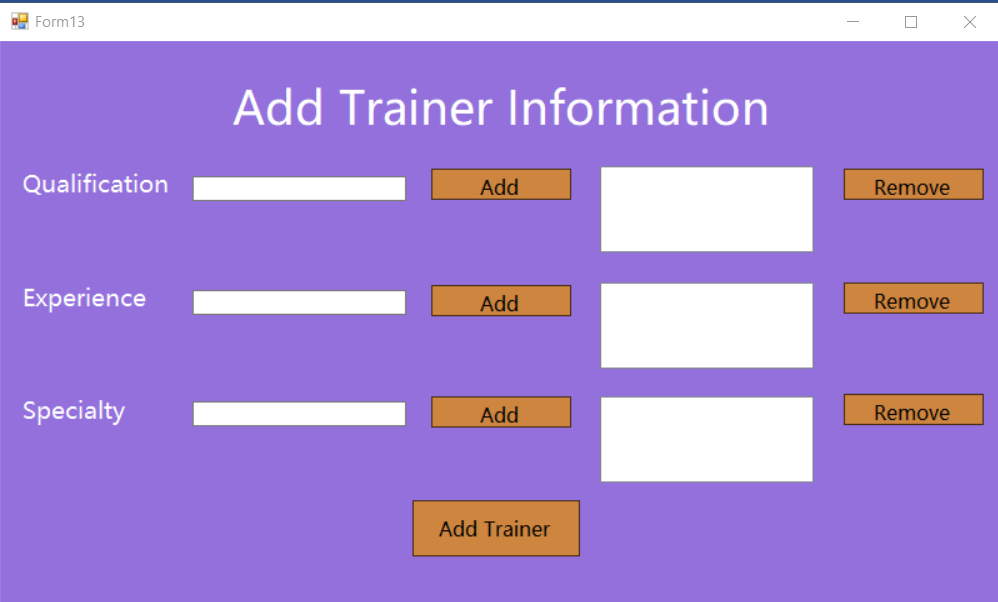 Form13
Add Trainer Information
Qualification Add Remove
Experience Add Remove
Specialty Add Remove
Add Trainer